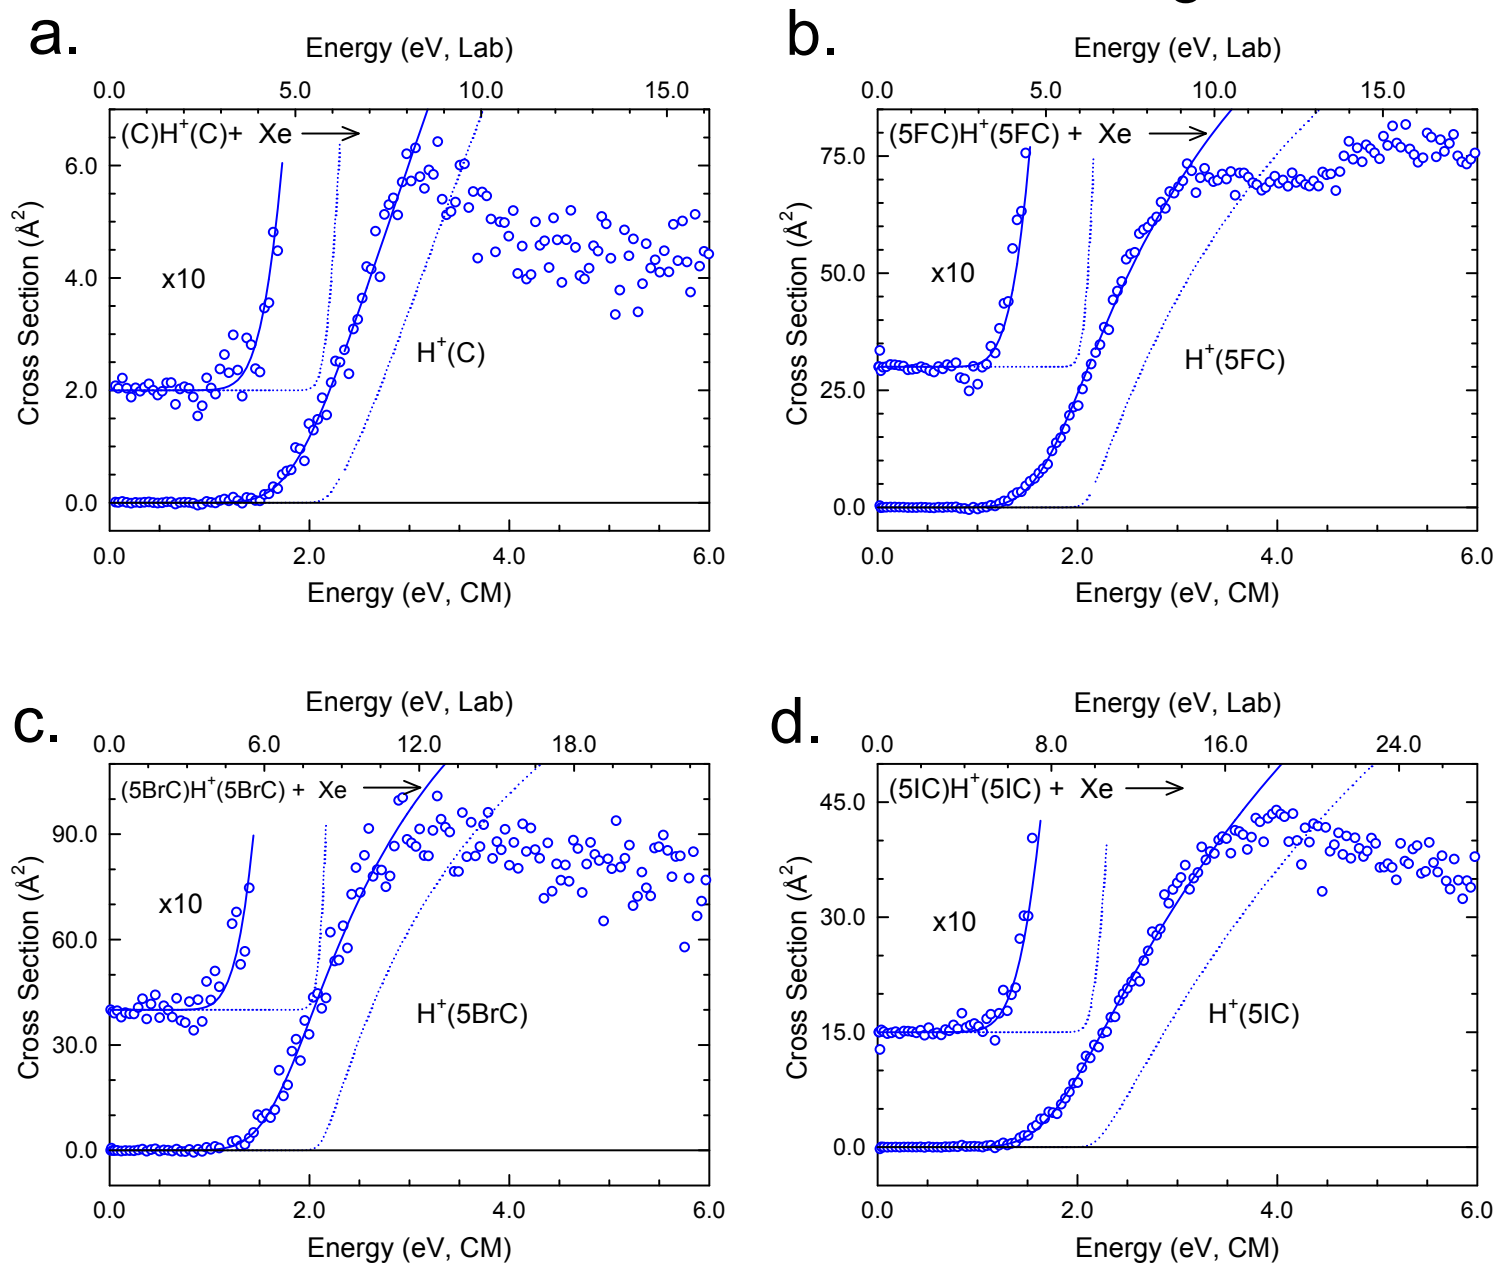 g
a.
Energy (eV, Lab)
0.0 5.0 10.0 15.0
(C)H⁺(C)+ Xe →
6.0
4.0
2.0
0.0
Cross Section (Å²)
x10
H⁺(C)
0.0 2.0 4.0 6.0
Energy (eV, CM)
b.
Energy (eV, Lab)
0.0 5.0 10.0 15.0
(5FC)H⁺(5FC) + Xe →
75.0
50.0
25.0
0.0
Cross Section (Å²)
x10
H⁺(5FC)
0.0 2.0 4.0 6.0
Energy (eV, CM)
c.
Energy (eV, Lab)
0.0 6.0 12.0 18.0
(5BrC)H⁺(5BrC) + Xe →
90.0
60.0
30.0
0.0
Cross Section (Å²)
x10
H⁺(5BrC)
0.0 2.0 4.0 6.0
Energy (eV, CM)
d.
Energy (eV, Lab)
0.0 8.0 16.0 24.0
(5IC)H⁺(5IC) + Xe →
45.0
30.0
15.0
0.0
Cross Section (Å²)
x10
H⁺(5IC)
0.0 2.0 4.0 6.0
Energy (eV, CM)